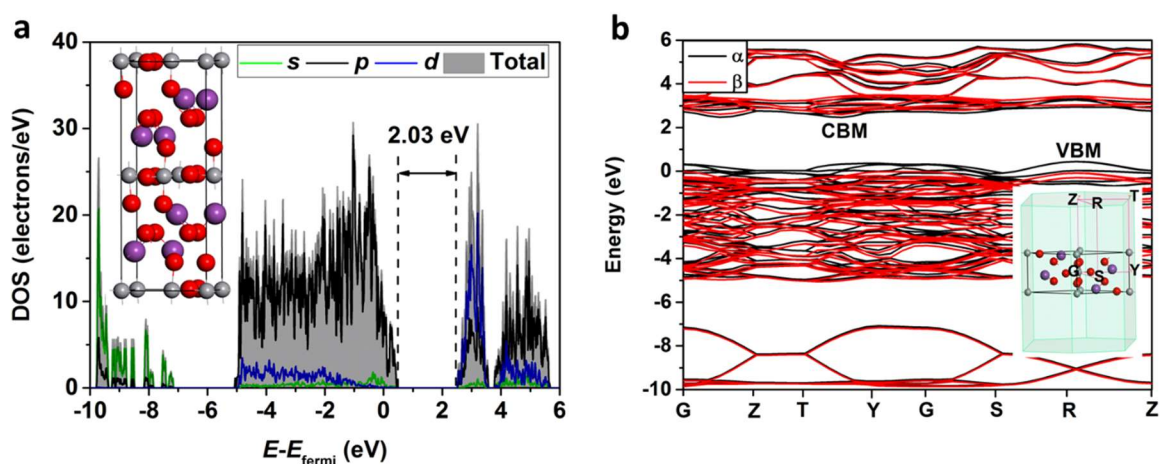 a
40
30
20
10
0
DOS (electrons/eV)
s p d Total
2.03 eV
-10 -8 -6 -4 -2 0 2 4 6
E-Efermi (eV)
b
6
4
2
0
-2
-4
-6
-8
-10
Energy (eV)
α
β
CBM
VBM
Z R T
G S Y
G Z T Y G S R Z